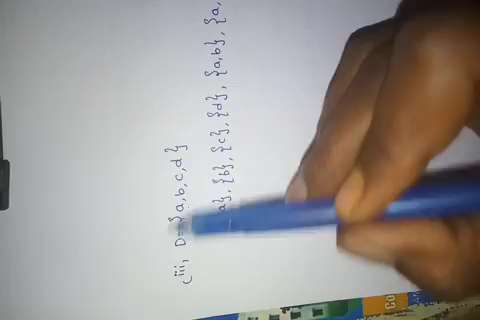 (iii, D={a,b,c,d}
a}, {b}, {c}, {d}, {a,b}, {a,